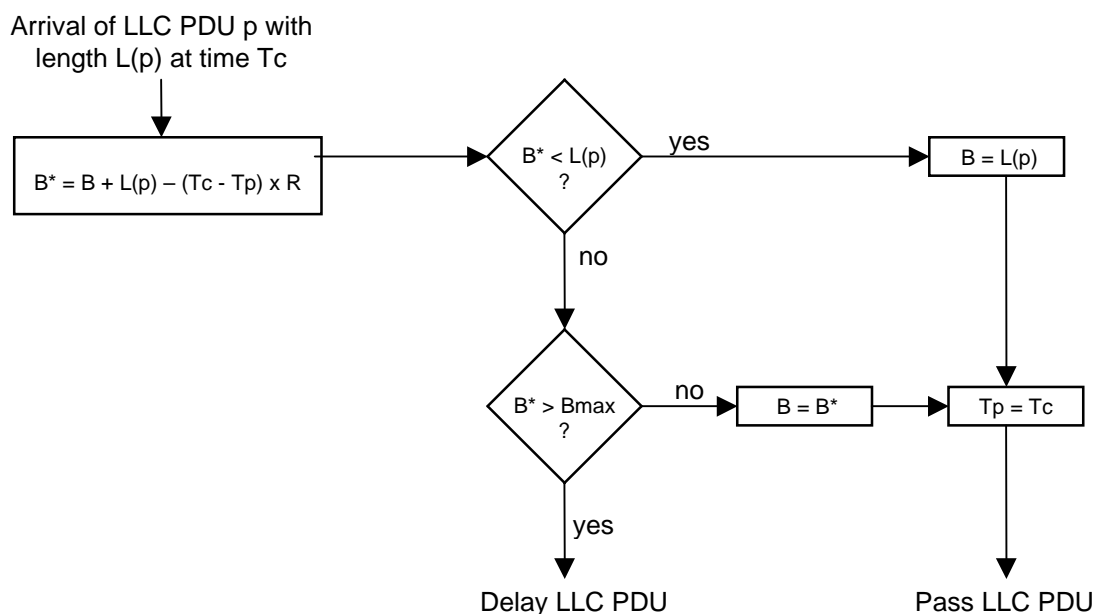 Arrival of LLC PDU p with
length L(p) at time Tc
B* = B + L(p) – (Tc - Tp) x R
B* < L(p)
?
yes
B = L(p)
no
B* > Bmax
?
no
B = B*
Tp = Tc
yes
Delay LLC PDU
Pass LLC PDU